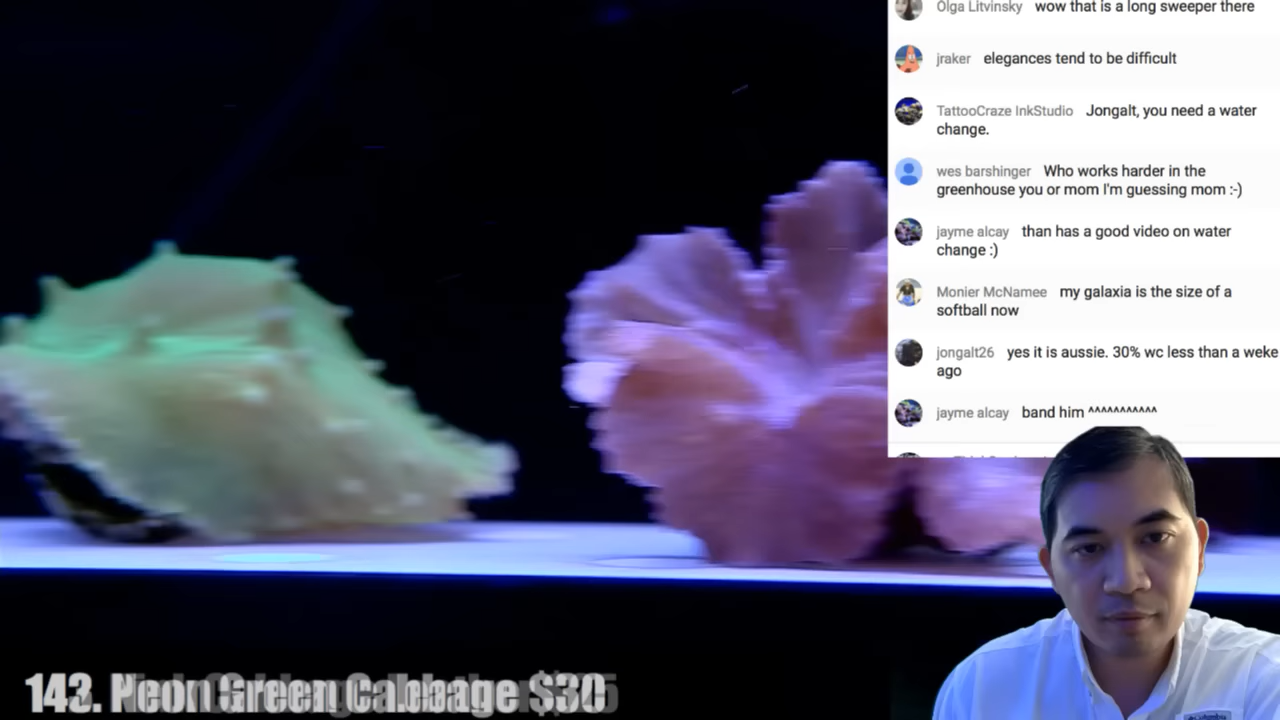 Olga Litvinsky wow that is a long sweeper there
jraker elegances tend to be difficult
TattooCraze InkStudio Jongalt, you need a water
change.
wes barshinger Who works harder in the
greenhouse you or mom I'm guessing mom :-)
jayme alcay than has a good video on water
change :)
Monier McNamee my galaxia is the size of a
softball now
jongalt26 yes it is aussie. 30% wc less than a weke
ago
jayme alcay band him ^^^^^^^^^^^
143. Neon Green Cabbage $30